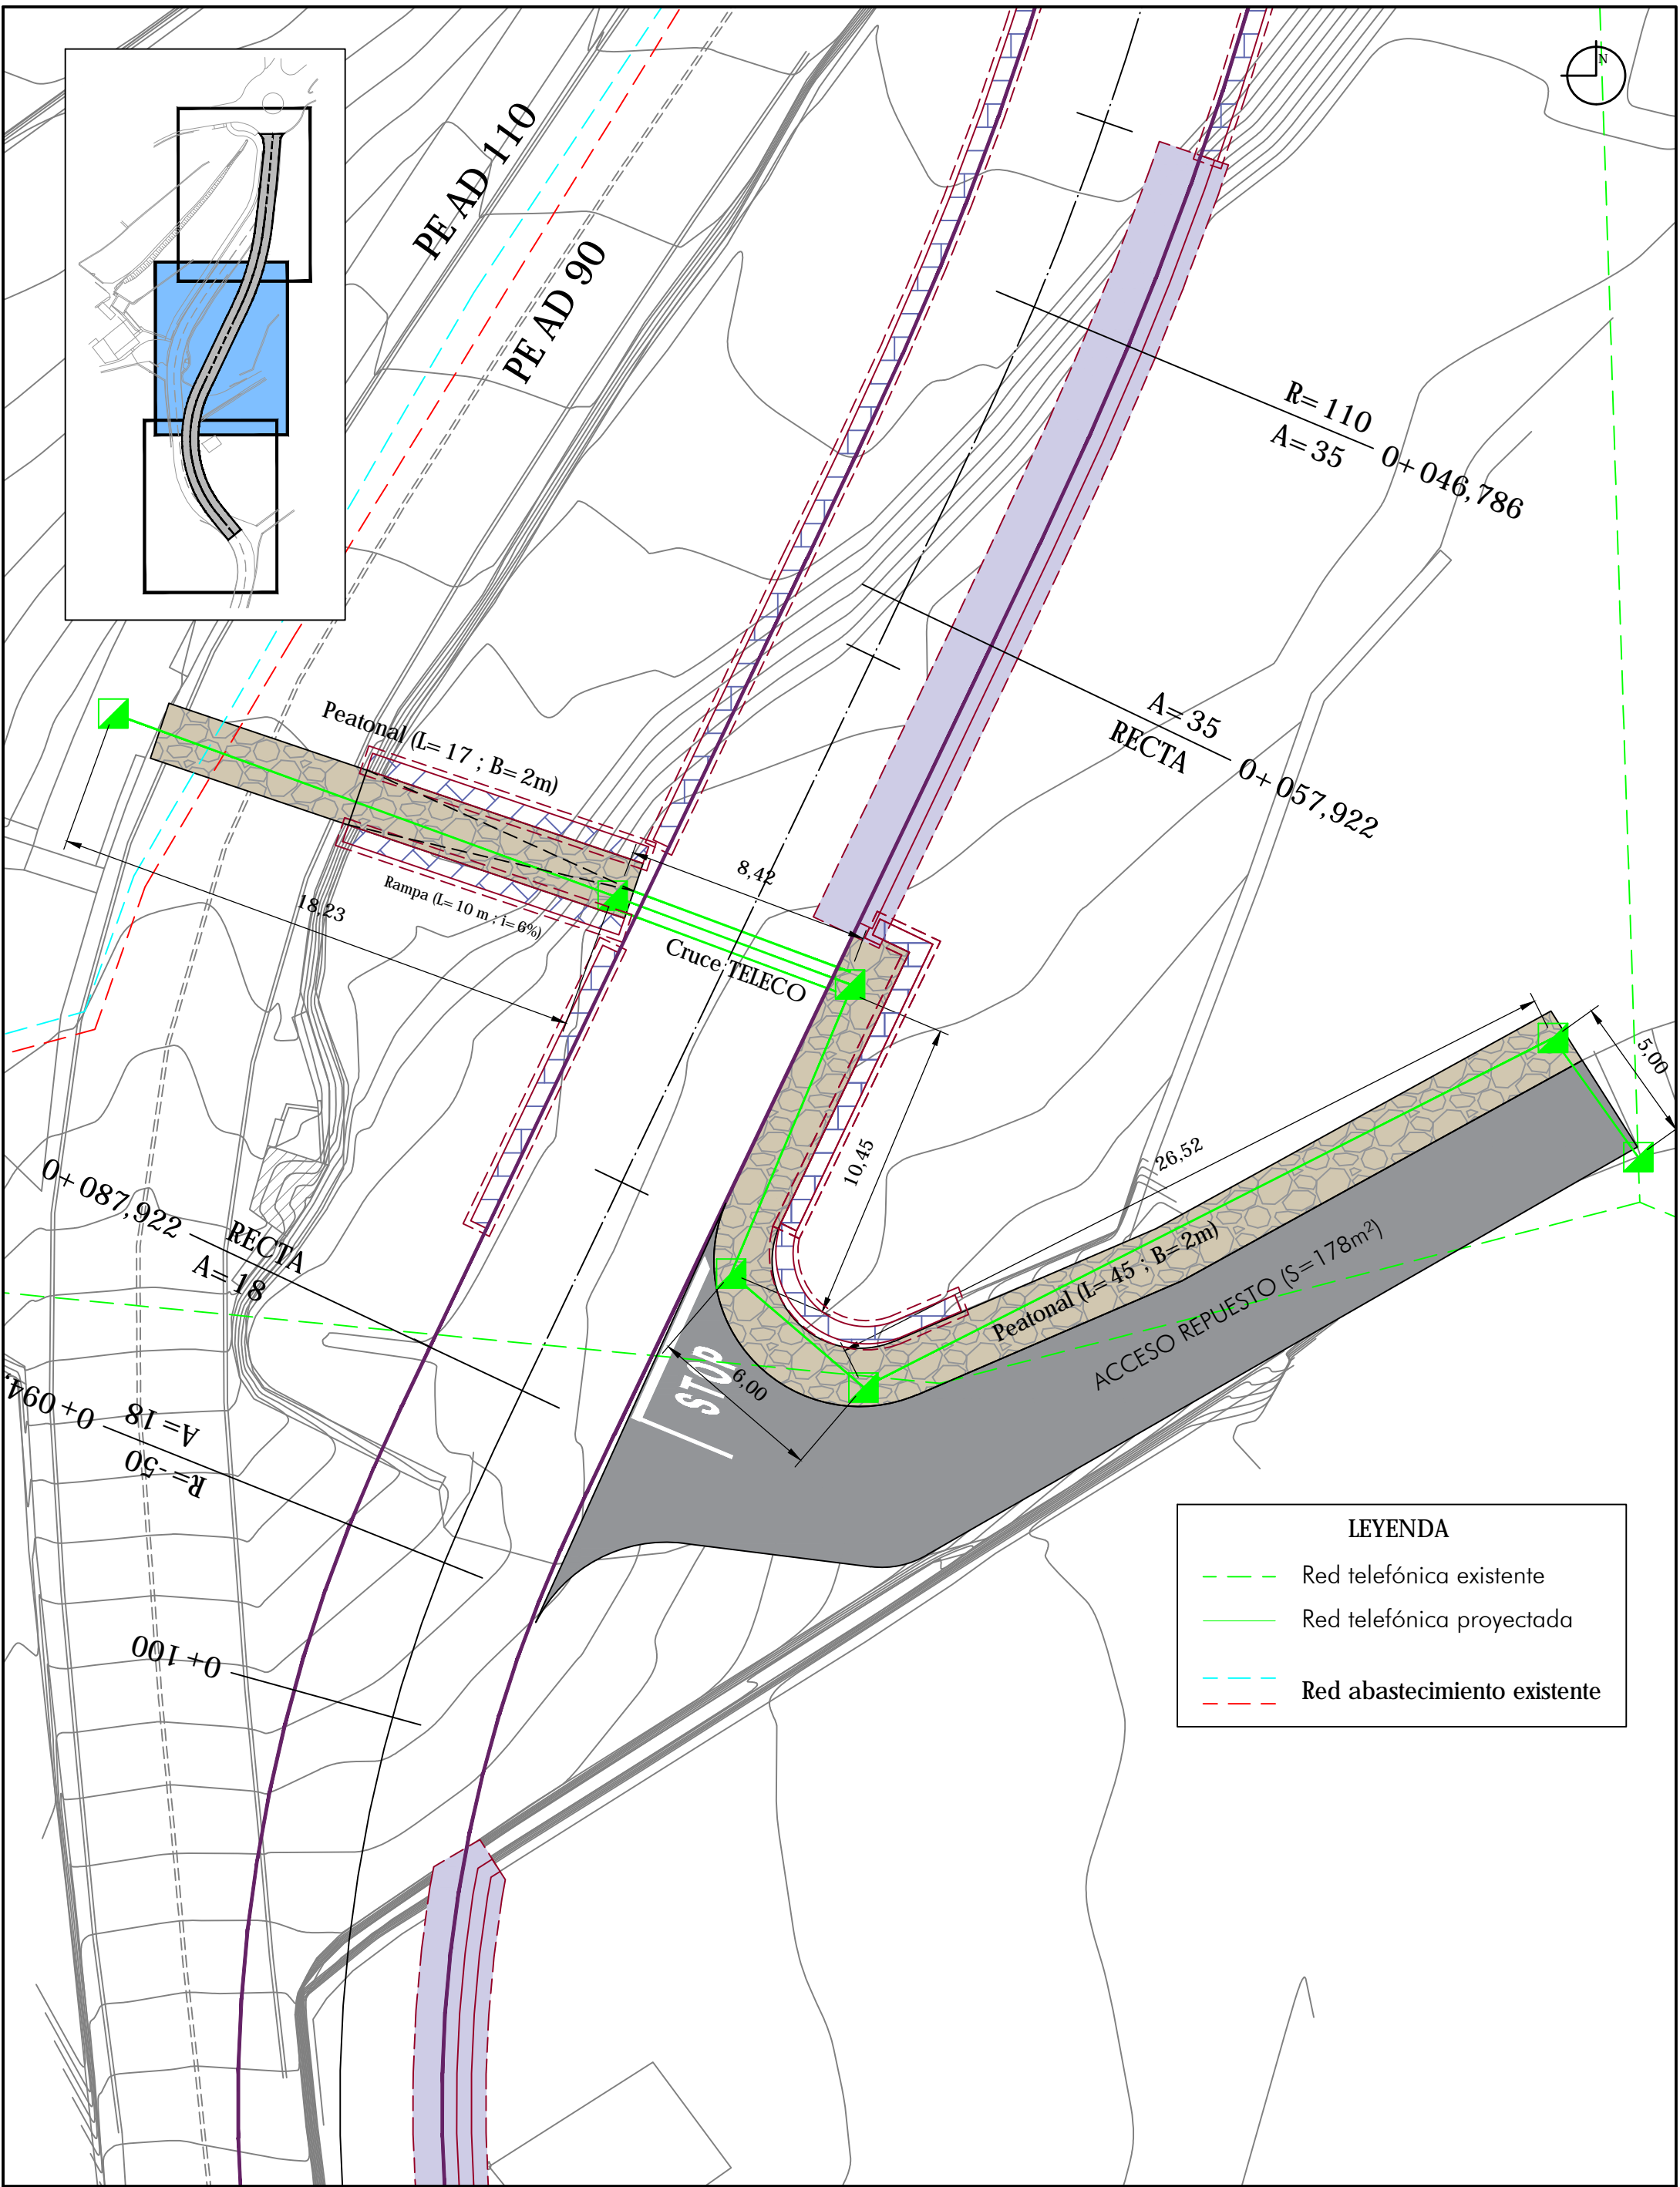 N
PE AD 110
PE AD 90
R= 110
A= 35
0+ 046,786
A= 35
RECTA
0+ 057,922
Peatonal (L= 17 ; B= 2m)
Rampa (L= 10 m ; i= 6%)
18,23
8,42
Cruce TELECO
10,45
26,52
5,00
0+ 087,922
RECTA
A= 18
Peatonal (L= 45 ; B= 2m)
ACCESO REPUESTO (S=178m²)
STOP
6,00
0+ 094,
A= 18
R=-50
0+ 100
LEYENDA
Red telefónica existente
Red telefónica proyectada
Red abastecimiento existente